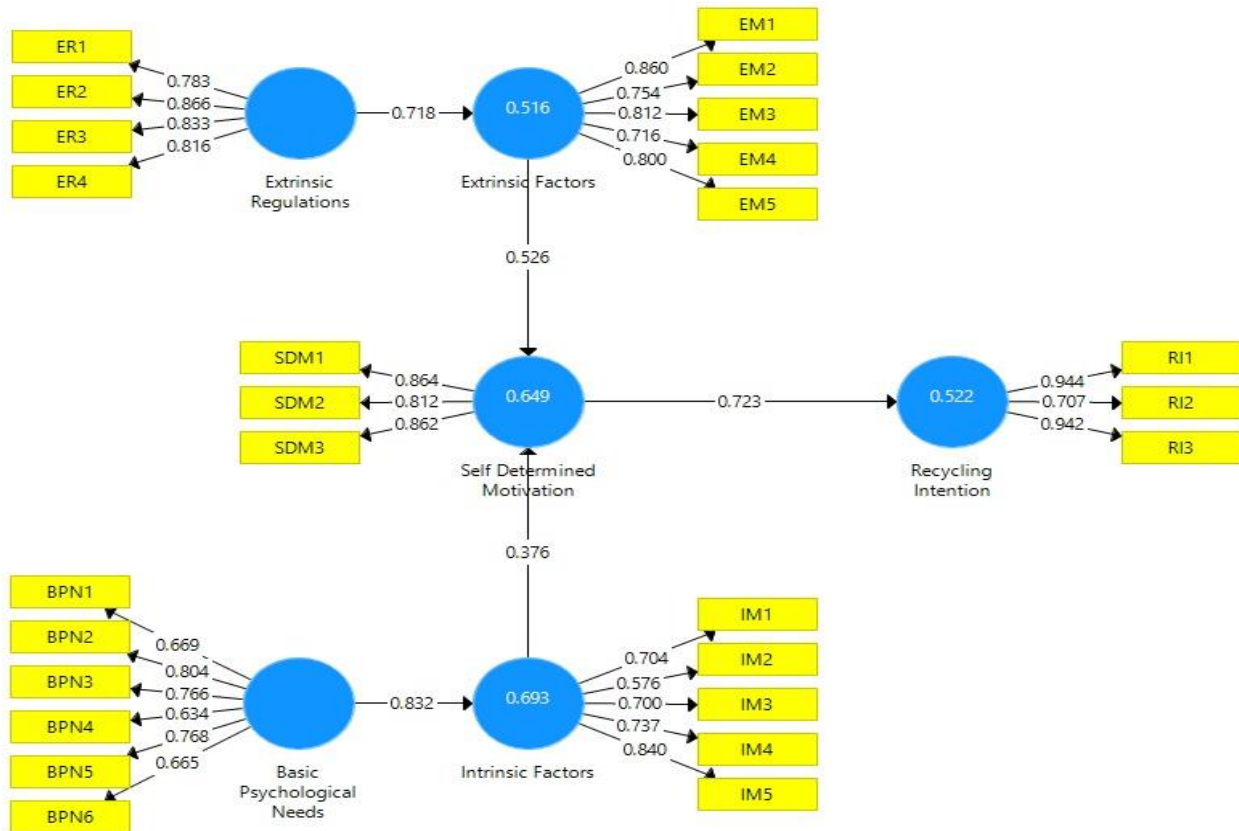 ER1
ER2
ER3
ER4
0.783
0.866
0.833
0.816
Extrinsic
Regulations
0.718
0.516
Extrinsic Factors
0.860
0.754
0.812
0.716
0.800
EM1
EM2
EM3
EM4
EM5
0.526
SDM1
SDM2
SDM3
0.864
0.812
0.862
0.649
Self Determined
Motivation
0.723
0.522
Recycling
Intention
0.944
0.707
0.942
RI1
RI2
RI3
0.376
BPN1
BPN2
BPN3
BPN4
BPN5
BPN6
0.669
0.804
0.766
0.634
0.768
0.665
Basic
Psychological
Needs
0.832
0.693
Intrinsic Factors
0.704
0.576
0.700
0.737
0.840
IM1
IM2
IM3
IM4
IM5